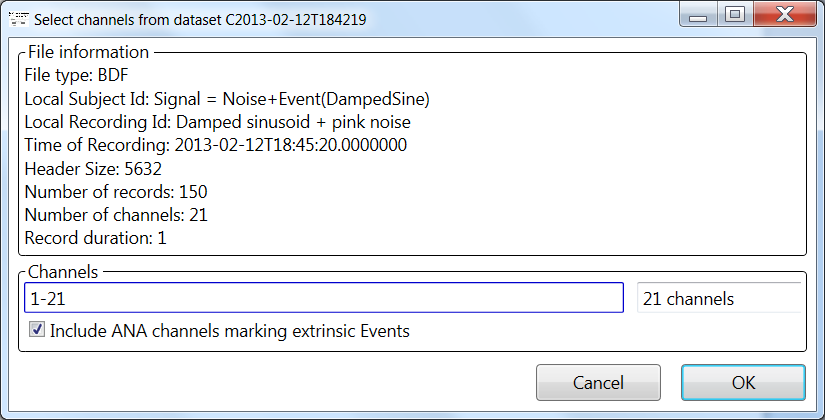 Select channels from dataset C2013-02-12T184219
File information
File type: BDF
Local Subject Id: Signal = Noise+Event(DampedSine)
Local Recording Id: Damped sinusoid + pink noise
Time of Recording: 2013-02-12T18:45:20.0000000
Header Size: 5632
Number of records: 150
Number of channels: 21
Record duration: 1
Channels
1-21
21 channels
Include ANA channels marking extrinsic Events
Cancel
OK